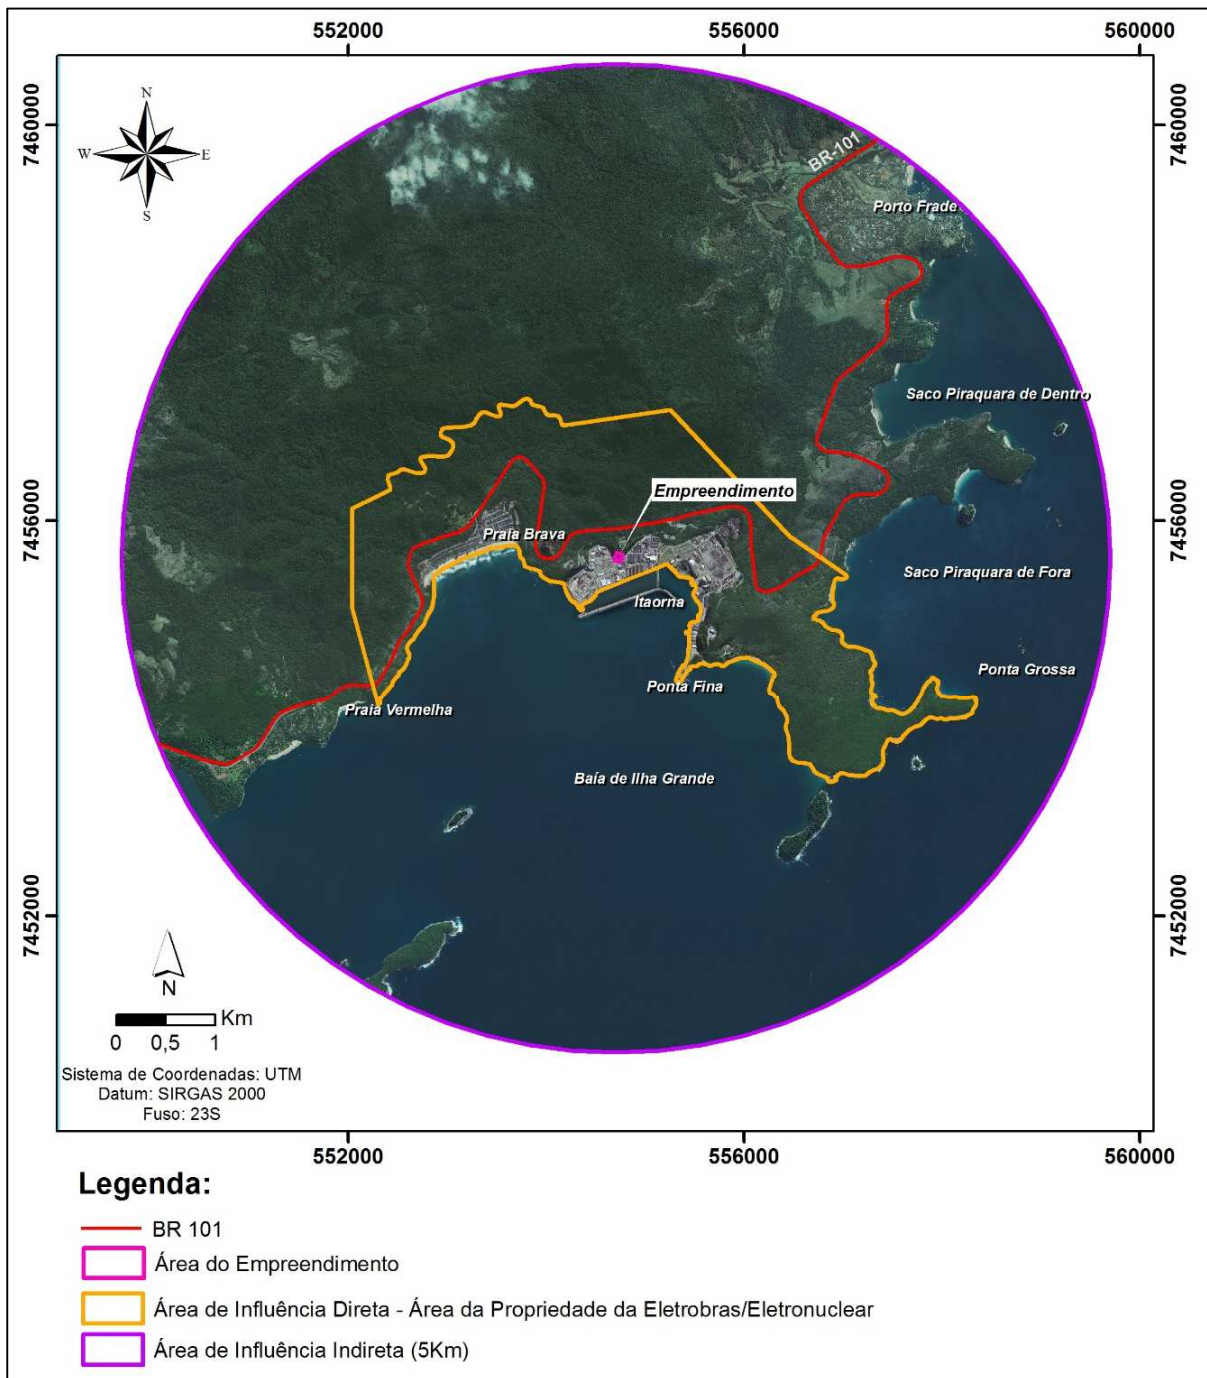 552000
556000
560000
7460000
7460000
N
W
E
S
BR-101
Porto Frade
Saco Piraquara de Dentro
Empreendimento
7456000
7456000
Praia Brava
Saco Piraquara de Fora
Itaorna
Ponta Grossa
Ponta Fina
Praia Vermelha
Baía de Ilha Grande
7452000
7452000
N
Km
0 0,5 1
Sistema de Coordenadas: UTM
Datum: SIRGAS 2000
Fuso: 23S
552000
556000
560000
Legenda:
BR 101
Área do Empreendimento
Área de Influência Direta - Área da Propriedade da Eletrobras/Eletronuclear
Área de Influência Indireta (5Km)